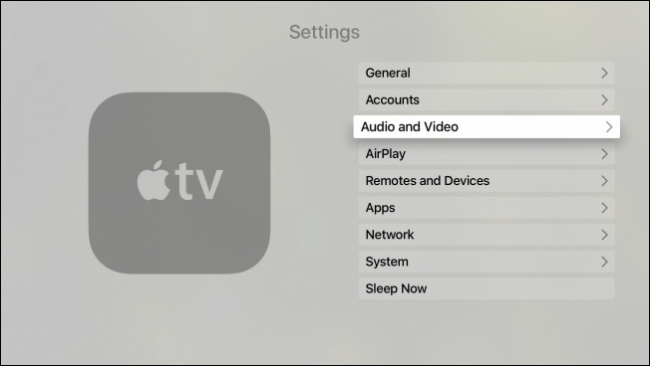 Settings
General
Accounts
Audio and Video
AirPlay
Remotes and Devices
Apps
Network
System
Sleep Now
tv